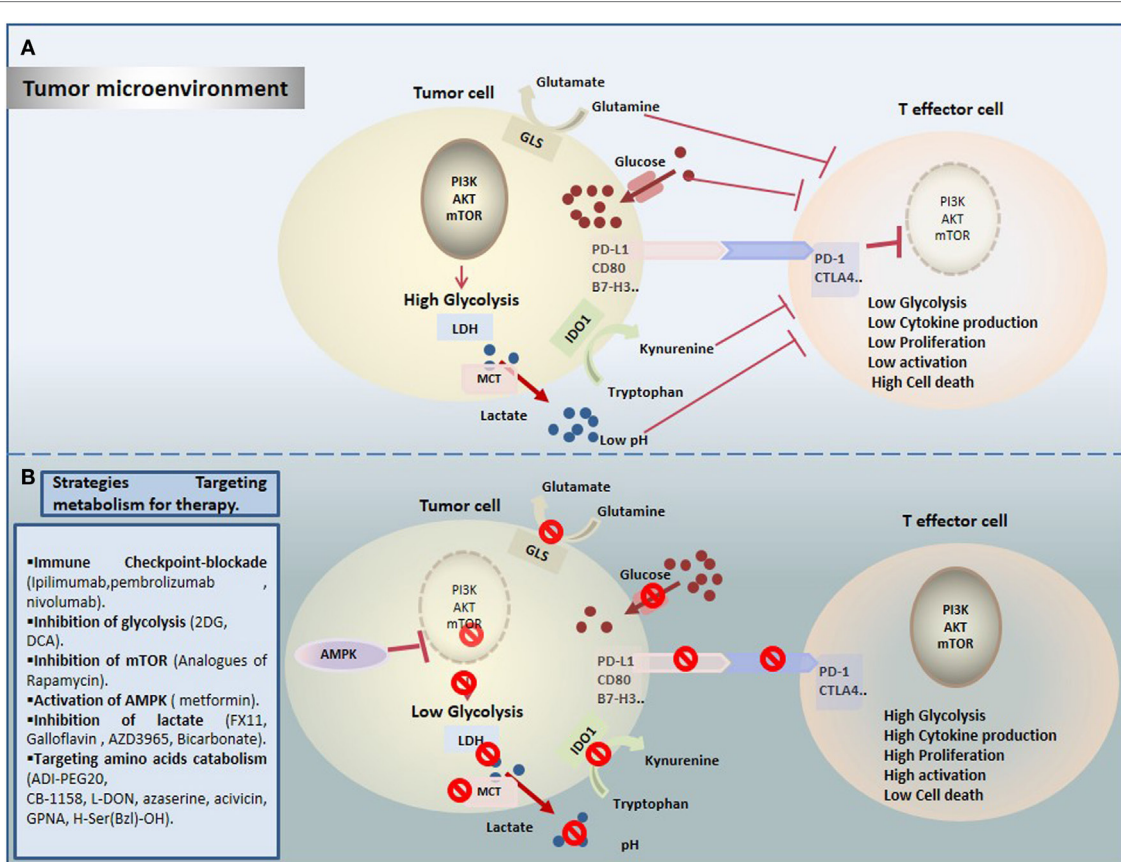 A
Tumor microenvironment
Tumor cell
Glutamate
Glutamine
GLS
T effector cell
Glucose
PI3K
AKT
mTOR
PI3K
AKT
mTOR
PD-L1
CD80
B7-H3..
PD-1
CTLA4..
High Glycolysis
LDH
IDO1
MCT
Kynurenine
Tryptophan
Lactate
Low pH
Low Glycolysis
Low Cytokine production
Low Proliferation
Low activation
High Cell death
B
Strategies Targeting
metabolism for therapy.
▪Immune Checkpoint-blockade
(Ipilimumab,pembrolizumab ,
nivolumab).
▪Inhibition of glycolysis (2DG,
DCA).
▪Inhibition of mTOR (Analogues of
Rapamycin).
▪Activation of AMPK ( metformin).
▪Inhibition of lactate (FX11,
Galloflavin , AZD3965, Bicarbonate).
▪Targeting amino acids catabolism
(ADI-PEG20,
CB-1158, L-DON, azaserine, acivicin,
GPNA, H-Ser(Bzl)-OH).
Tumor cell
Glutamate
Glutamine
GLS
T effector cell
Glucose
PI3K
AKT
mTOR
AMPK
PI3K
AKT
mTOR
PD-L1
CD80
B7-H3..
PD-1
CTLA4..
Low Glycolysis
LDH
IDO1
MCT
Kynurenine
Tryptophan
Lactate
pH
High Glycolysis
High Cytokine production
High Proliferation
High activation
Low Cell death